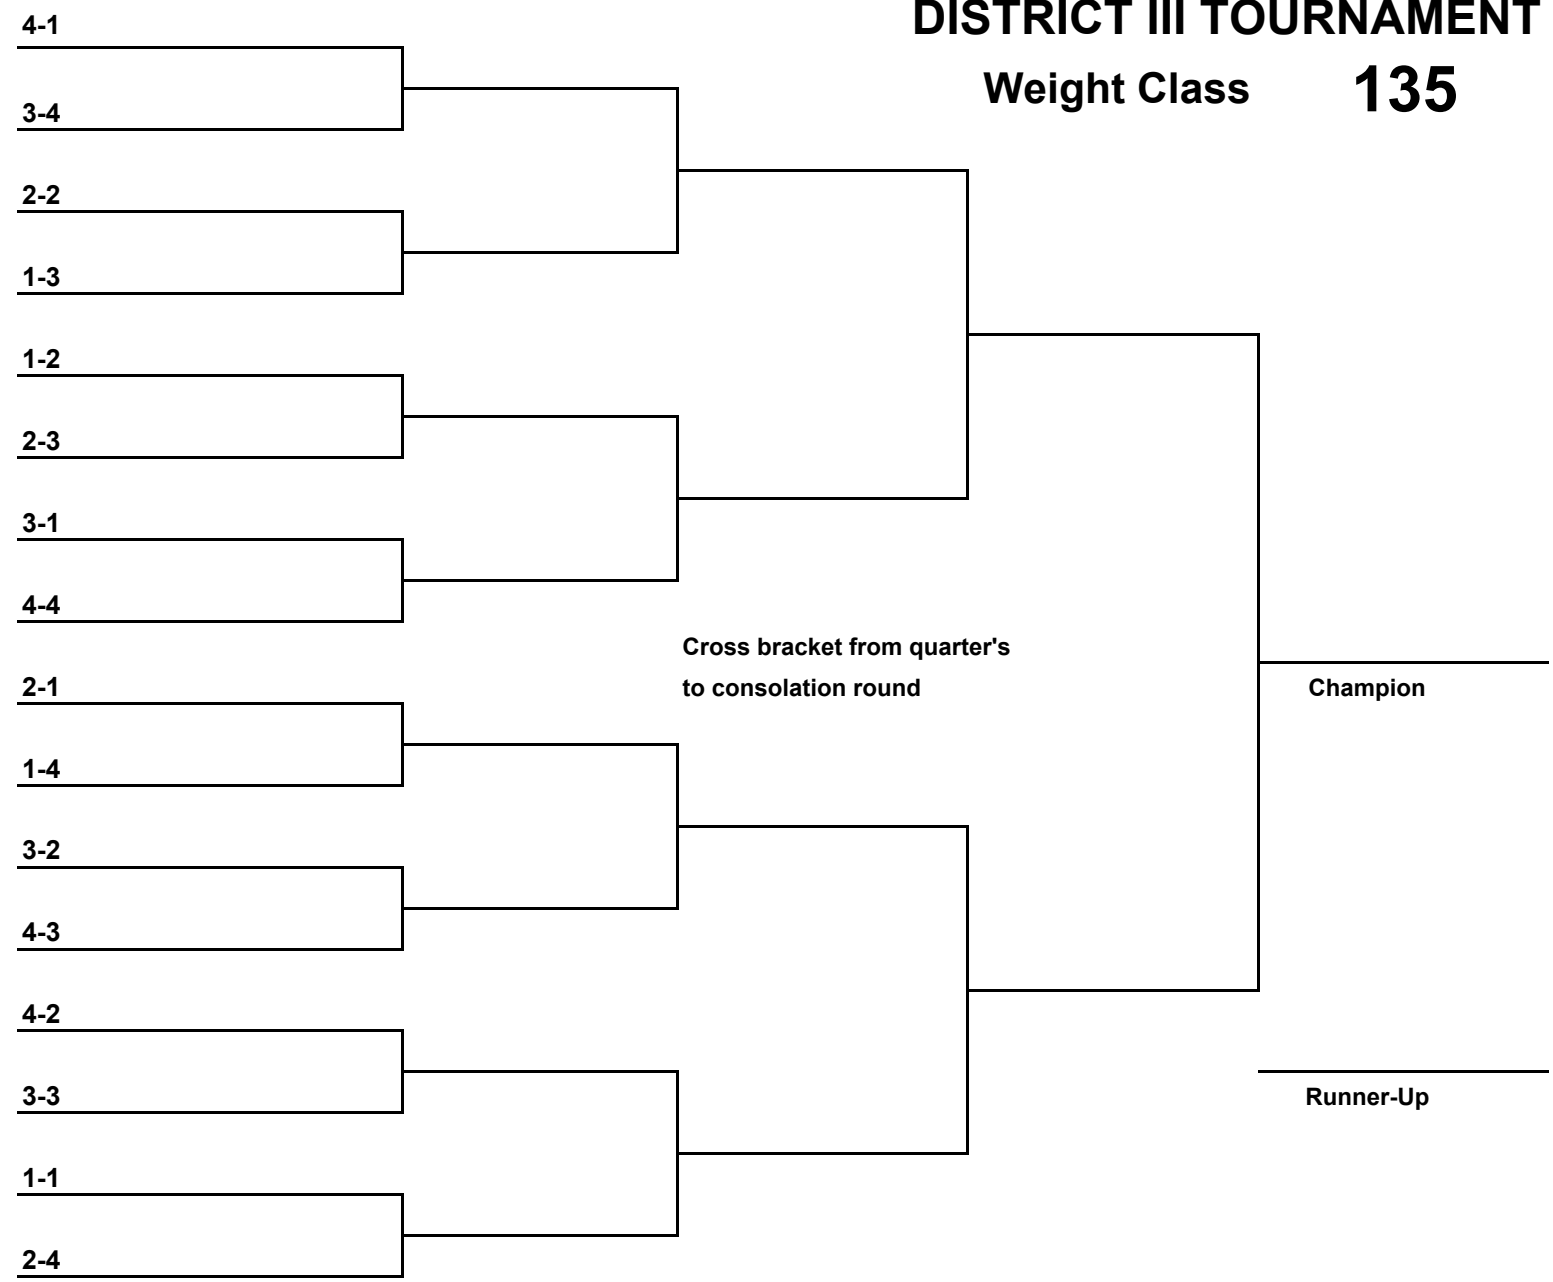 DISTRICT III TOURNAMENT
Weight Class 135
4-1
3-4
2-2
1-3
1-2
2-3
3-1
4-4
Cross bracket from quarter's
to consolation round
2-1
Champion
1-4
3-2
4-3
4-2
3-3
Runner-Up
1-1
2-4